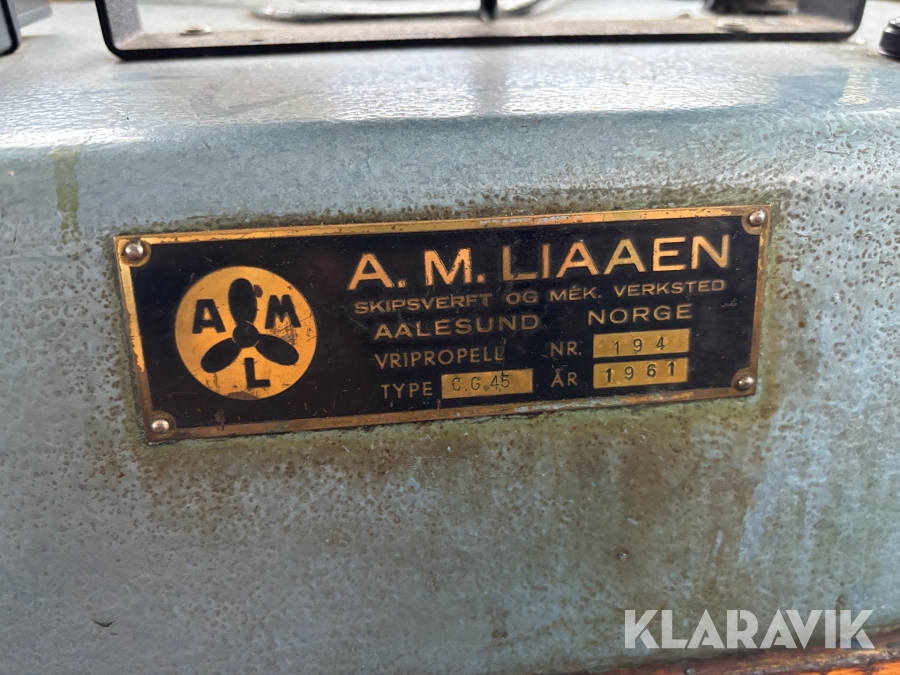 A M
L
A. M. LIAAEN
SKIPSVERFT OG MEK. VERKSTED
AALESUND NORGE
VRIPROPELL NR. 194
TYPE C.G.45 ÅR 1961
KLARAVIK